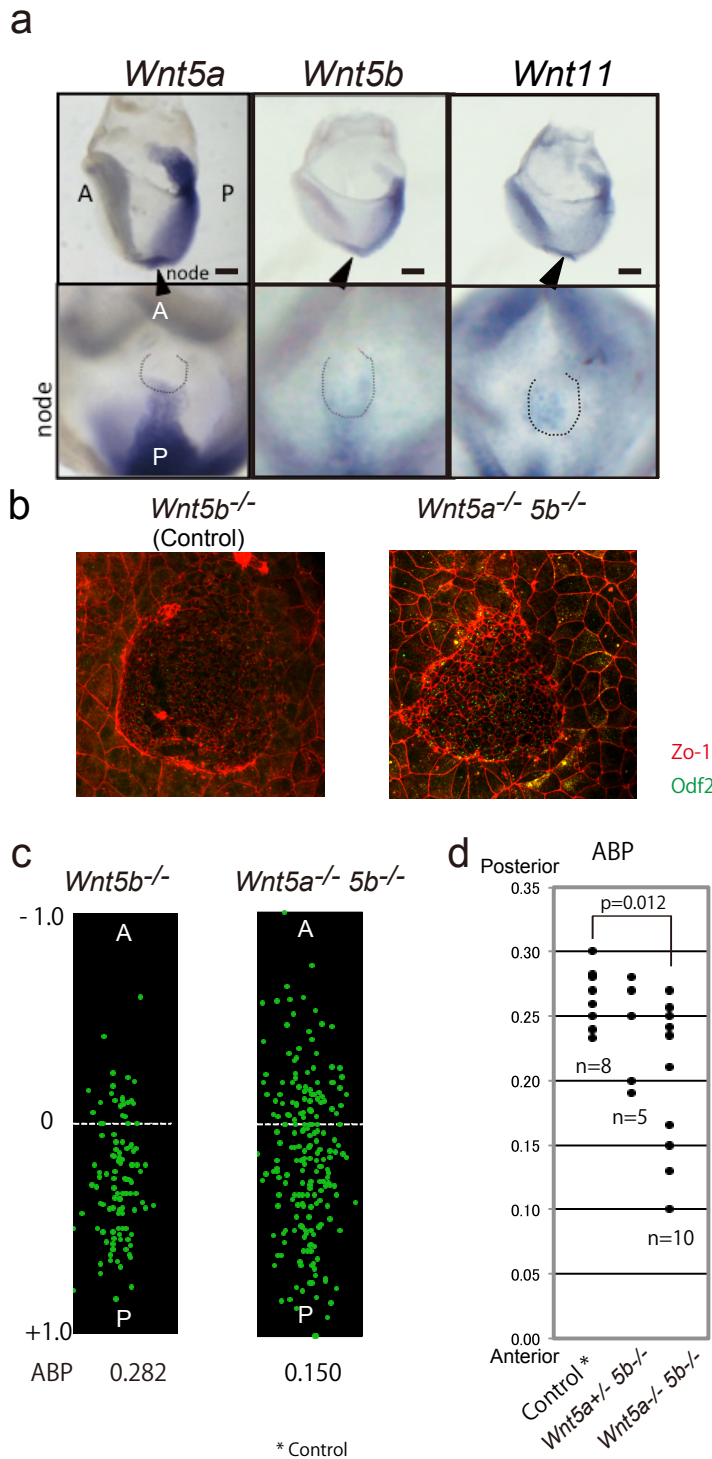 a
Wnt5a Wnt5b Wnt11
A P
node
A
P
node
b
Wnt5b-/-
(Control)
Wnt5a-/- 5b-/-
Zo-1
Odf2
c
Wnt5b-/- Wnt5a-/- 5b-/-
- 1.0
A A
0
P P
+1.0
ABP 0.282 0.150
* Control
d
ABP
Posterior
0.35
p=0.012
0.30
0.25
n=8
0.20
n=5
0.15
0.10
n=10
0.05
0.00
Anterior
Control *
Wnt5a+/- 5b-/-
Wnt5a-/- 5b-/-